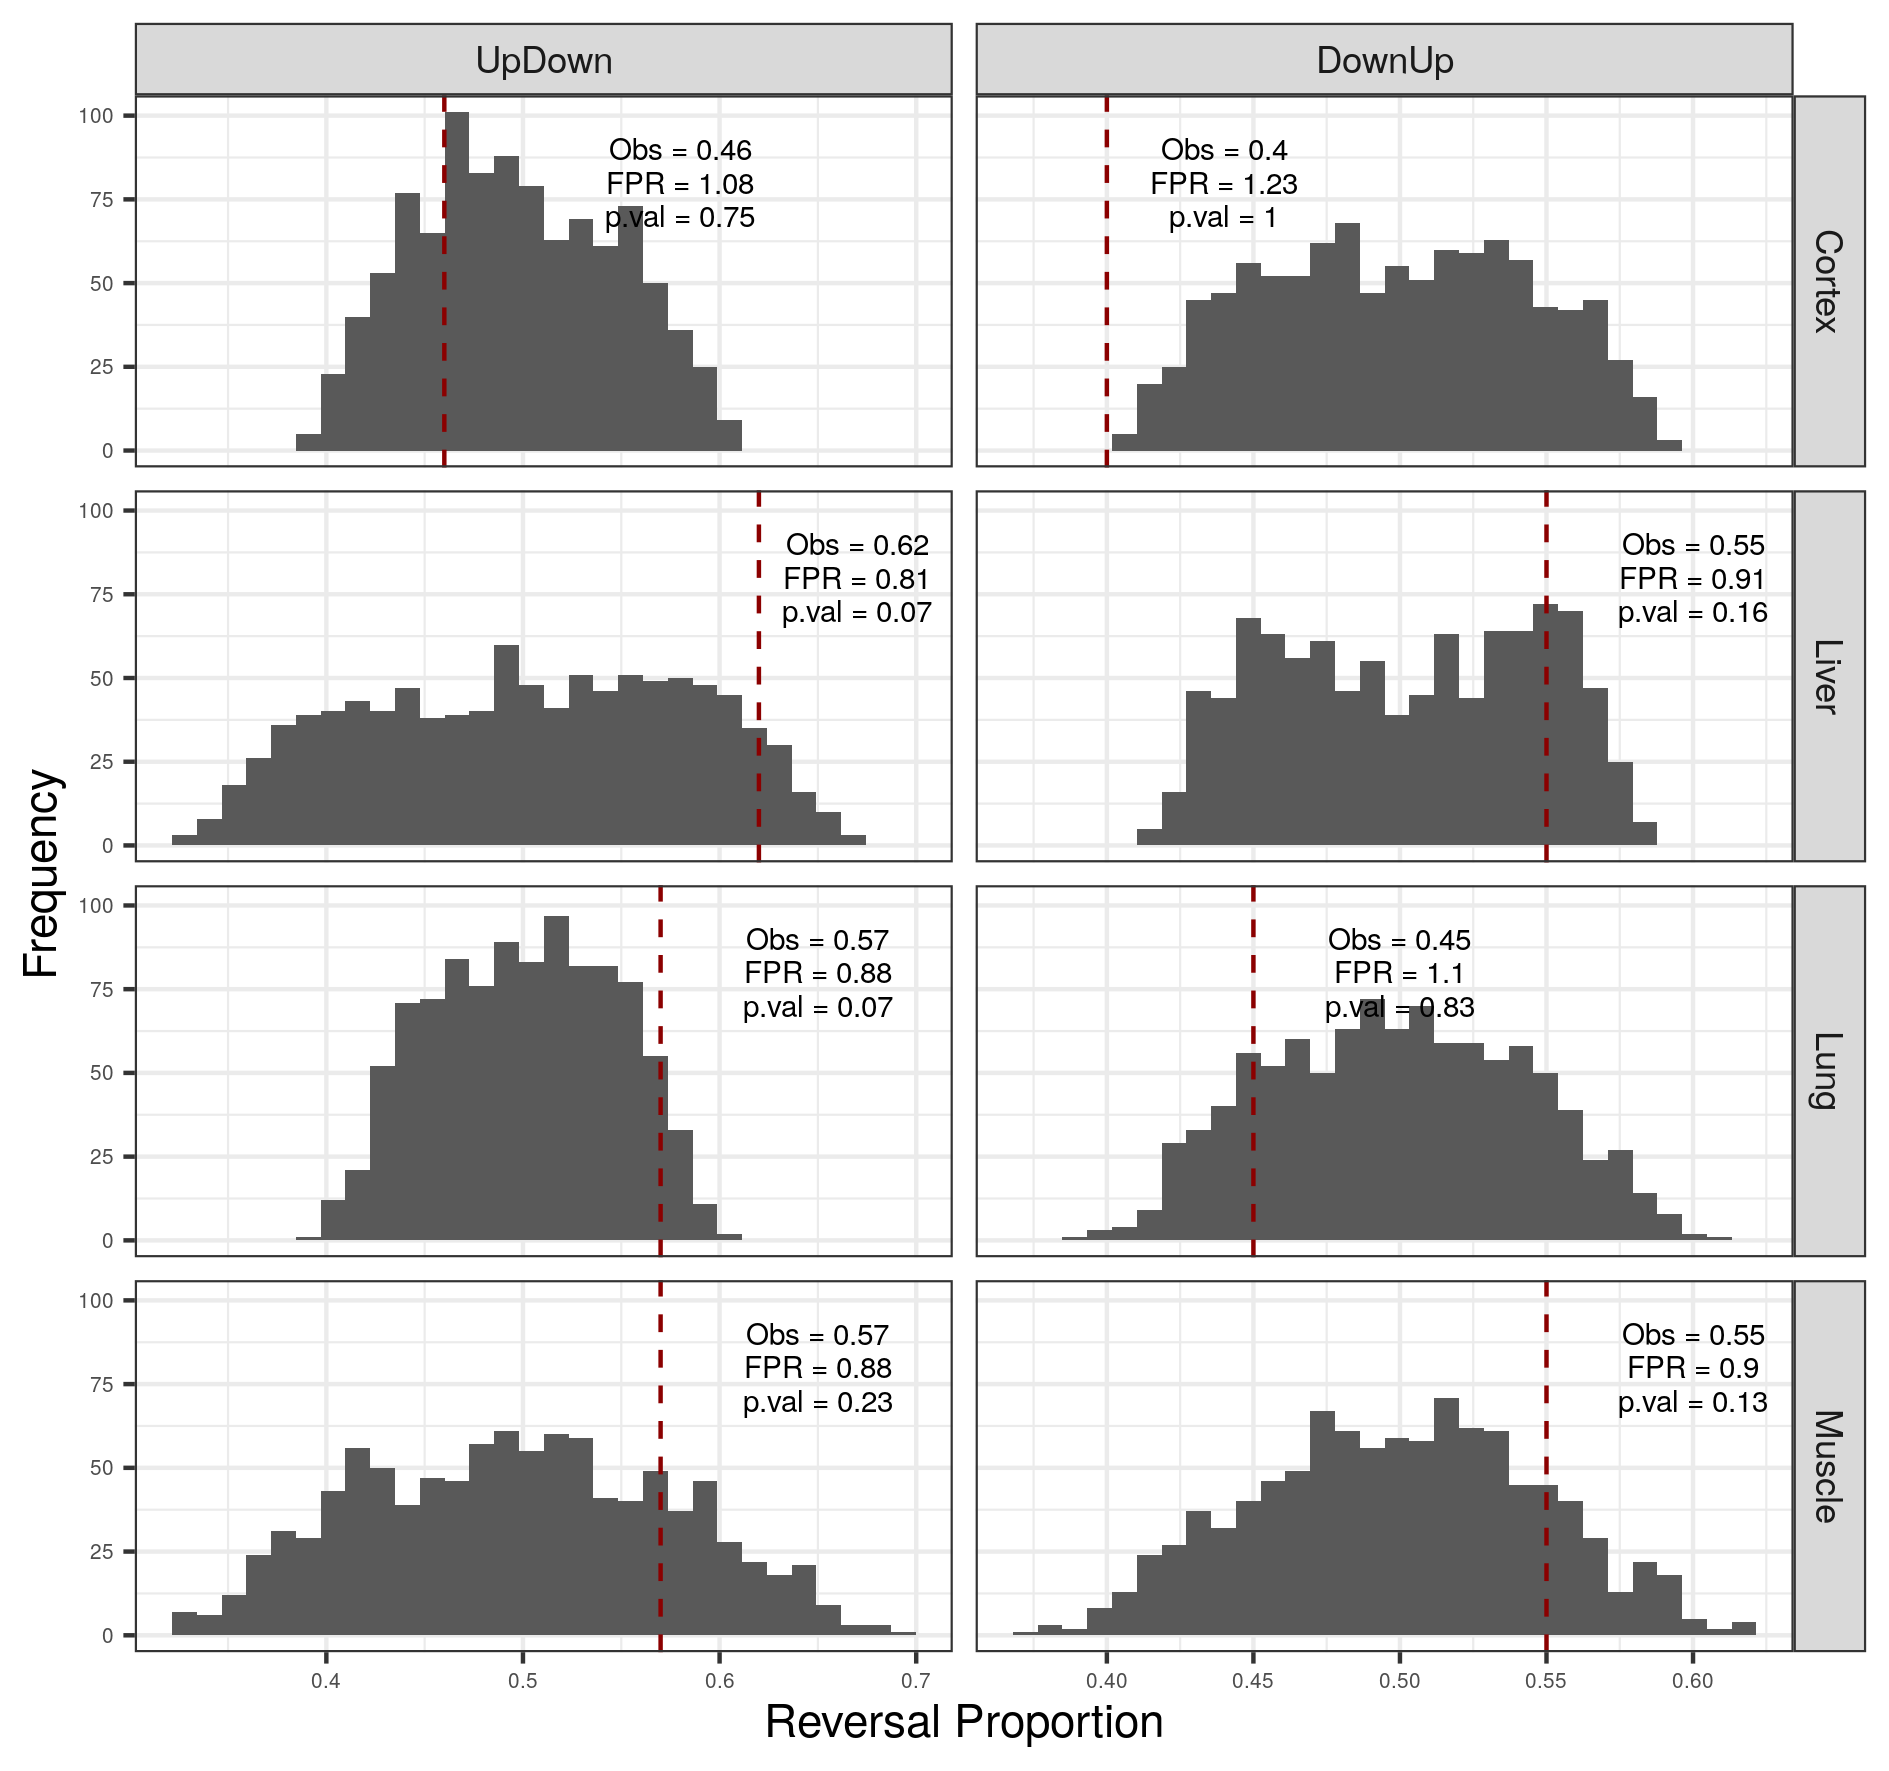 UpDown
DownUp
100
75
50
25
0
Obs = 0.46
FPR = 1.08
p.val = 0.75
Obs = 0.4
FPR = 1.23
p.val = 1
Cortex
100
75
50
25
0
Obs = 0.62
FPR = 0.81
p.val = 0.07
Obs = 0.55
FPR = 0.91
p.val = 0.16
Liver
Frequency
100
75
50
25
0
Obs = 0.57
FPR = 0.88
p.val = 0.07
Obs = 0.45
FPR = 1.1
p.val = 0.83
Lung
100
75
50
25
0
Obs = 0.57
FPR = 0.88
p.val = 0.23
Obs = 0.55
FPR = 0.9
p.val = 0.13
Muscle
0.4 0.5 0.6 0.7
0.40 0.45 0.50 0.55 0.60
Reversal Proportion